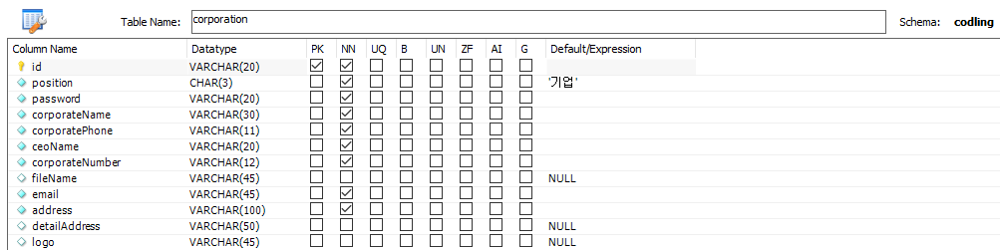 Table Name: corporation Schema: codling
Column Name Datatype PK NN UQ B UN ZF AI G Default/Expression
id VARCHAR(20)
position CHAR(3) '기업'
password VARCHAR(20)
corporateName VARCHAR(30)
corporatePhone VARCHAR(11)
ceoName VARCHAR(20)
corporateNumber VARCHAR(12)
fileName VARCHAR(45) NULL
email VARCHAR(45)
address VARCHAR(100)
detailAddress VARCHAR(50) NULL
logo VARCHAR(45) NULL